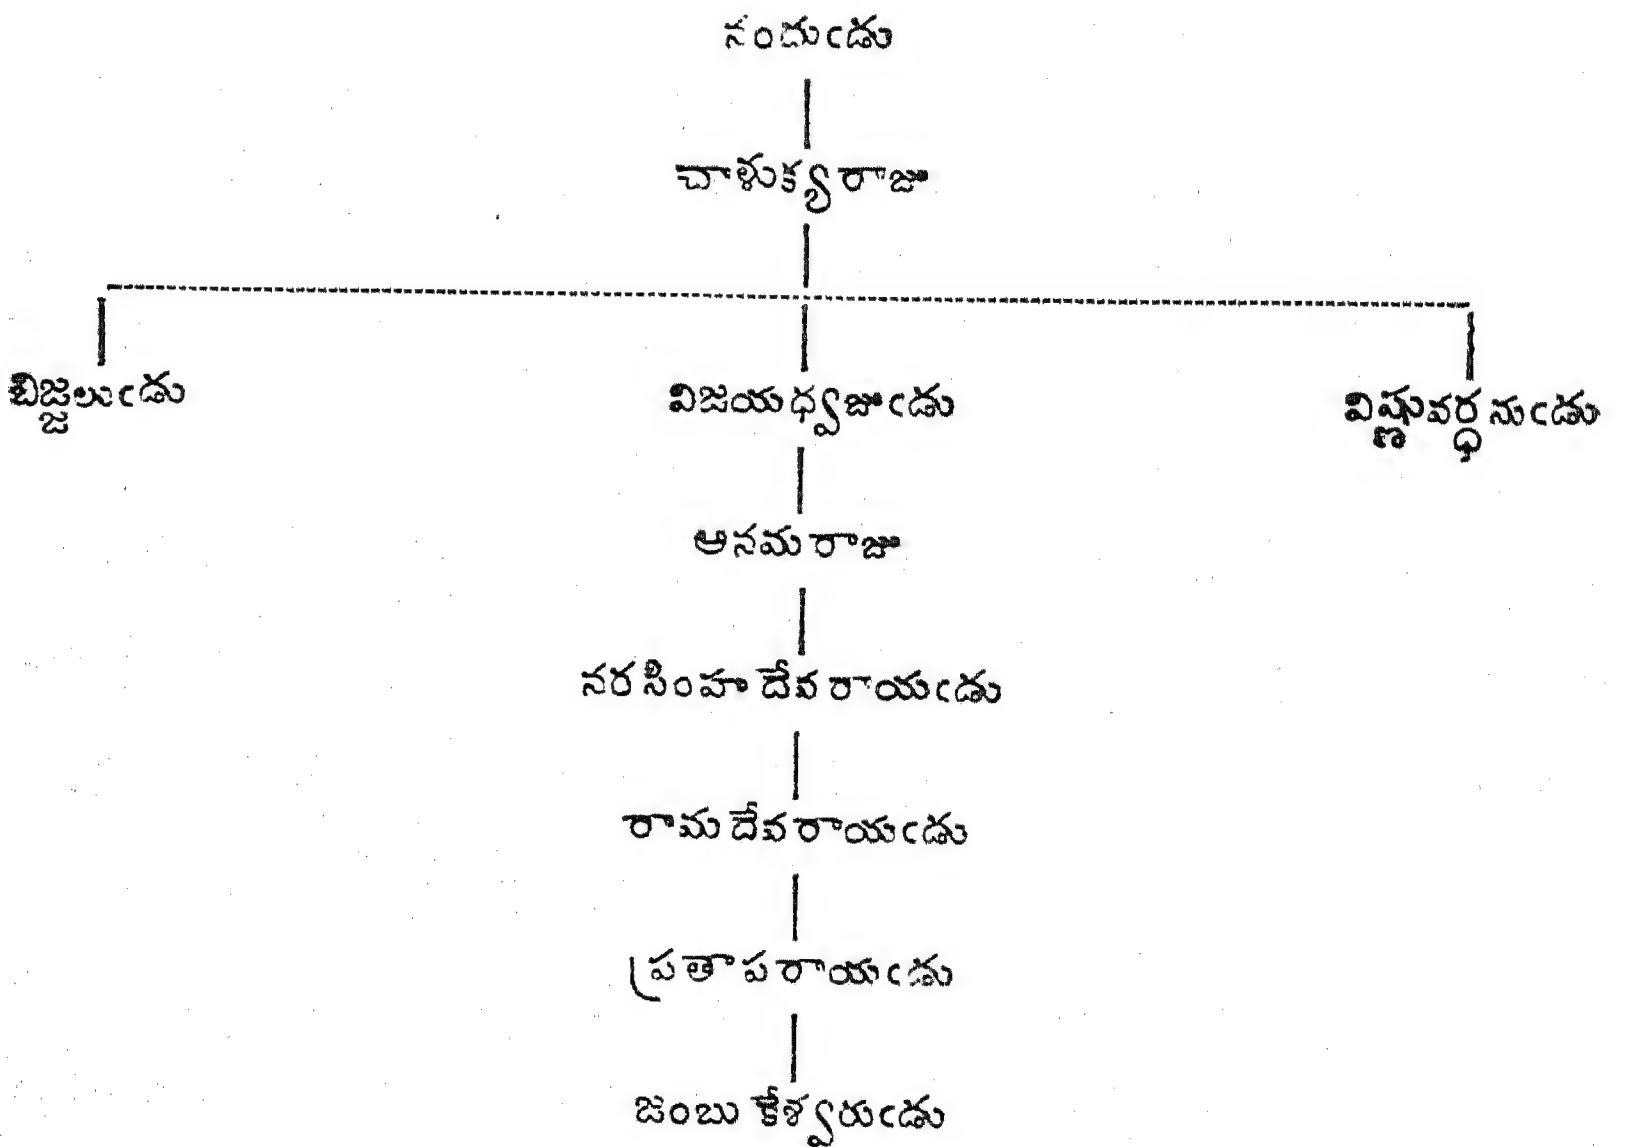 నందుఁడు
చాళుక్యరాజు
బిజ్జలుఁడు విజయధ్వజుఁడు విష్ణువర్ధనుఁడు
ఆనమరాజు
నరసింహదేవరాయఁడు
రామదేవరాయఁడు
ప్రతాపరాయఁడు
జంబుకేశ్వరుఁడు